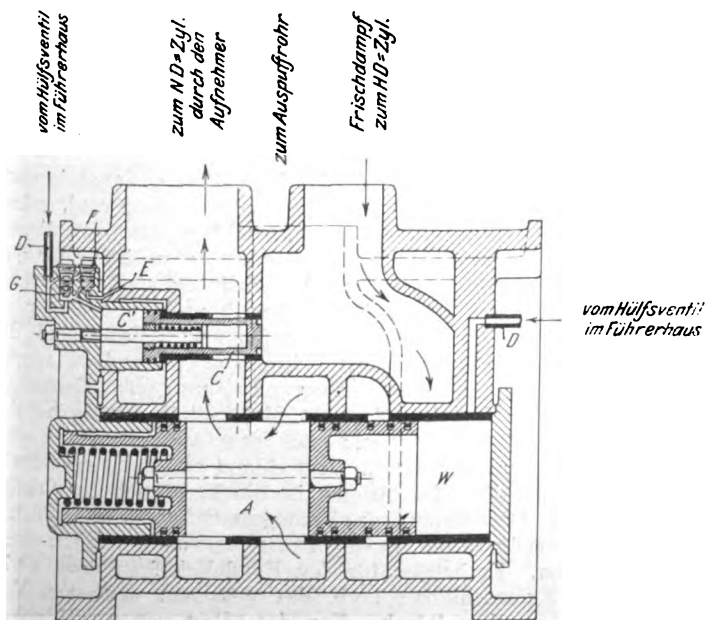 vom Hülfsventil
im Führerhaus
zum ND=Zyl.
durch den
Aufnehmer
zum Auspuffrohr
Frischdampf
zum HD=Zyl.
D
F
G
E
C'
C
D
vom Hülfsventil
im Führerhaus
W
A